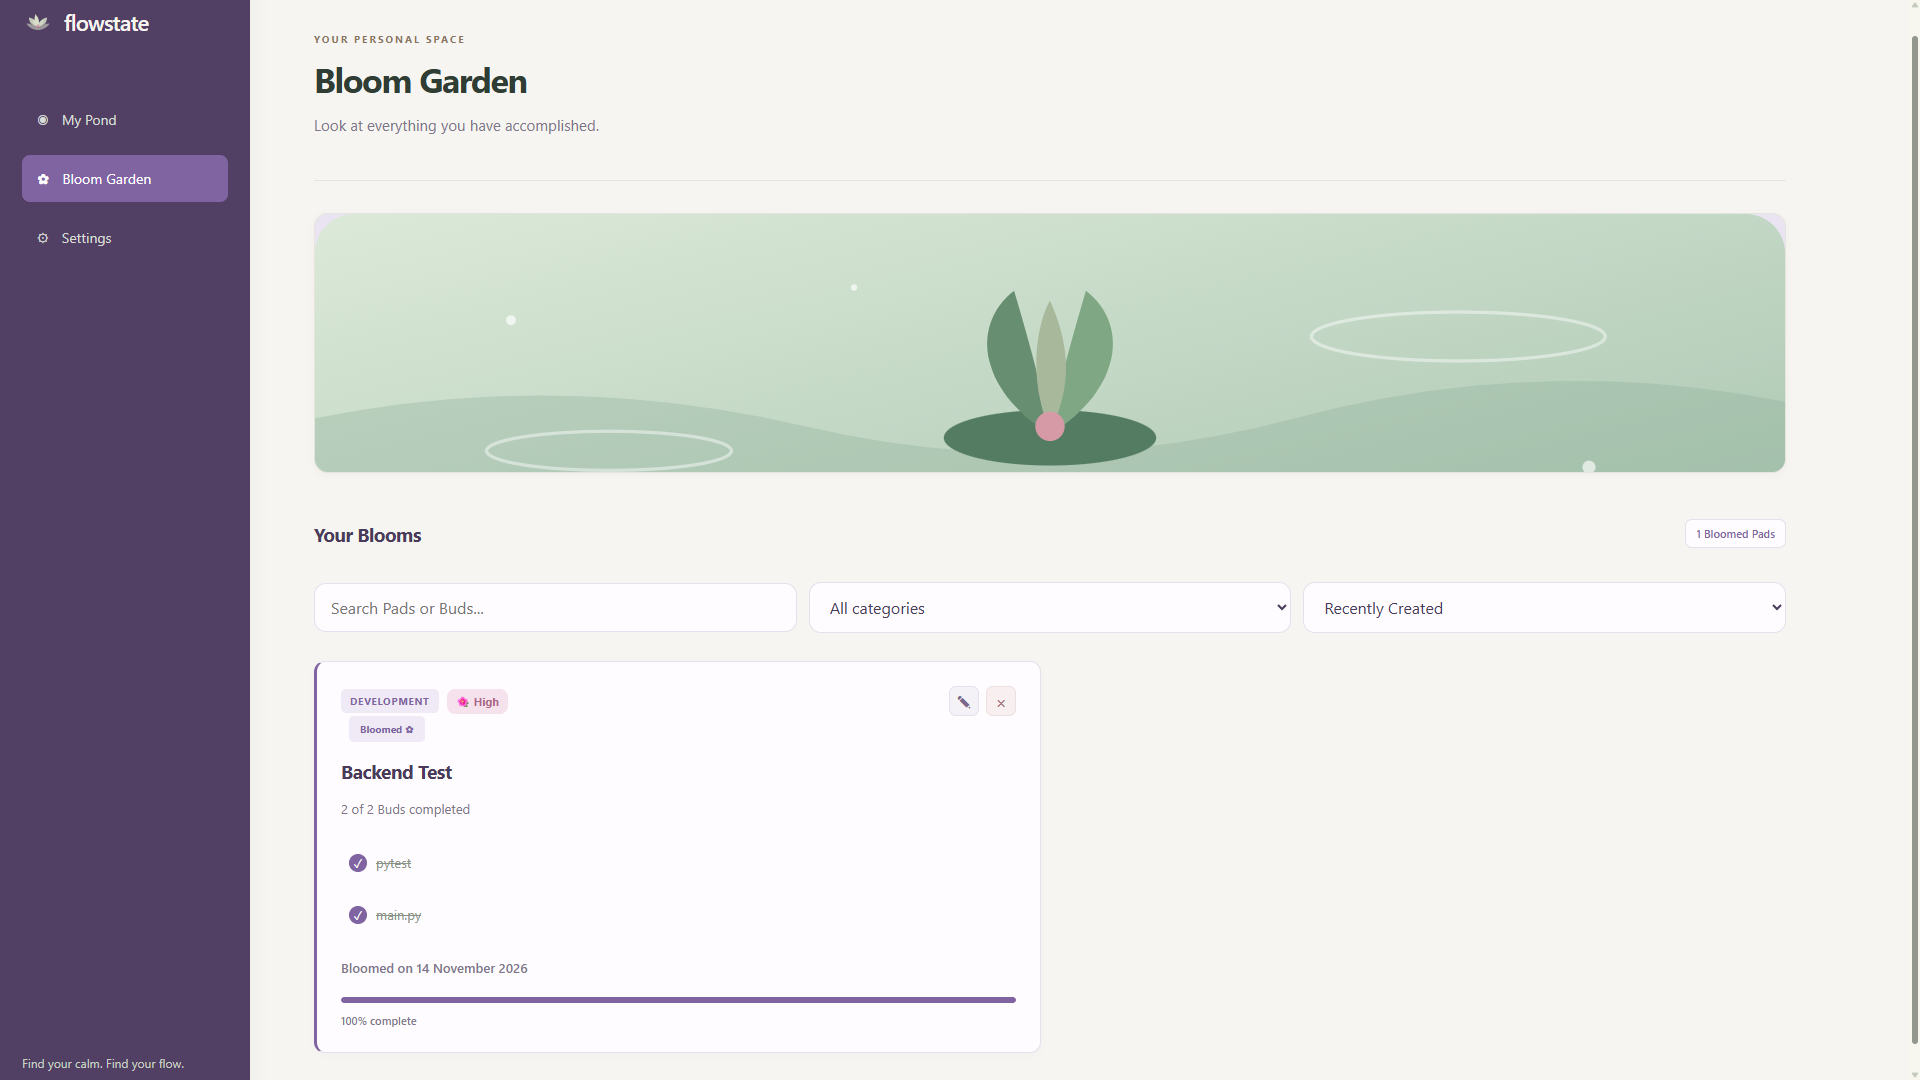 flowstate
My Pond
Bloom Garden
Settings
Find your calm. Find your flow.
YOUR PERSONAL SPACE
Bloom Garden
Look at everything you have accomplished.
Your Blooms
1 Bloomed Pads
Search Pads or Buds...
All categories
Recently Created
DEVELOPMENT
High
Bloomed ✿
Backend Test
2 of 2 Buds completed
pytest
main.py
Bloomed on 14 November 2026
100% complete